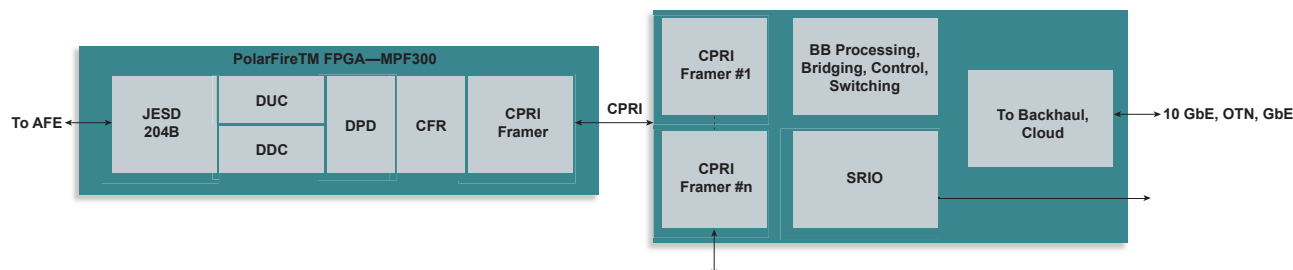 PolarFireTM FPGA—MPF300
To AFE
JESD
204B
DUC
DDC
DPD
CFR
CPRI
Framer
CPRI
CPRI
Framer #1
CPRI
Framer #n
BB Processing,
Bridging, Control,
Switching
SRIO
To Backhaul,
Cloud
10 GbE, OTN, GbE